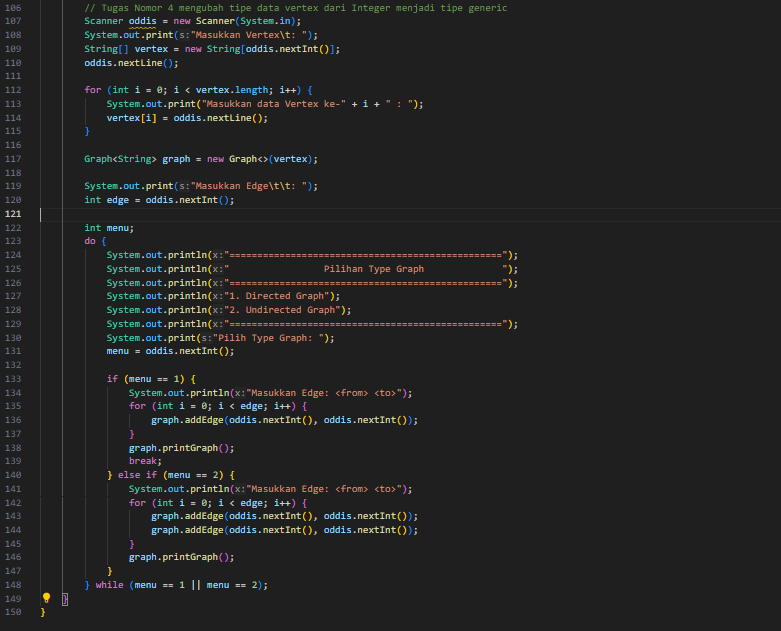 106 // Tugas Nomor 4 mengubah tipe data vertex dari Integer menjadi tipe generic
107 Scanner oddis = new Scanner(System.in);
108 System.out.print(s:"Masukkan Vertex\t: ");
109 String[] vertex = new String[oddis.nextInt()];
110 oddis.nextLine();
111
112 for (int i = 0; i < vertex.length; i++) {
113 System.out.print("Masukkan data Vertex ke-" + i + " : ");
114 vertex[i] = oddis.nextLine();
115 }
116
117 Graph<String> graph = new Graph<>(vertex);
118
119 System.out.print(s:"Masukkan Edge\t\t: ");
120 int edge = oddis.nextInt();
121
122 int menu;
123 do {
124 System.out.println(x:"=================================================");
125 System.out.println(x:"                 Pilihan Type Graph              ");
126 System.out.println(x:"=================================================");
127 System.out.println(x:"1. Directed Graph");
128 System.out.println(x:"2. Undirected Graph");
129 System.out.println(x:"=================================================");
130 System.out.print(s:"Pilih Type Graph: ");
131 menu = oddis.nextInt();
132
133 if (menu == 1) {
134 System.out.println(x:"Masukkan Edge: <from> <to>");
135 for (int i = 0; i < edge; i++) {
136 graph.addEdge(oddis.nextInt(), oddis.nextInt());
137 }
138 graph.printGraph();
139 break;
140 } else if (menu == 2) {
141 System.out.println(x:"Masukkan Edge: <from> <to>");
142 for (int i = 0; i < edge; i++) {
143 graph.addEdge(oddis.nextInt(), oddis.nextInt());
144 graph.addEdge(oddis.nextInt(), oddis.nextInt());
145 }
146 graph.printGraph();
147 }
148 } while (menu == 1 || menu == 2);
149 }
150 }